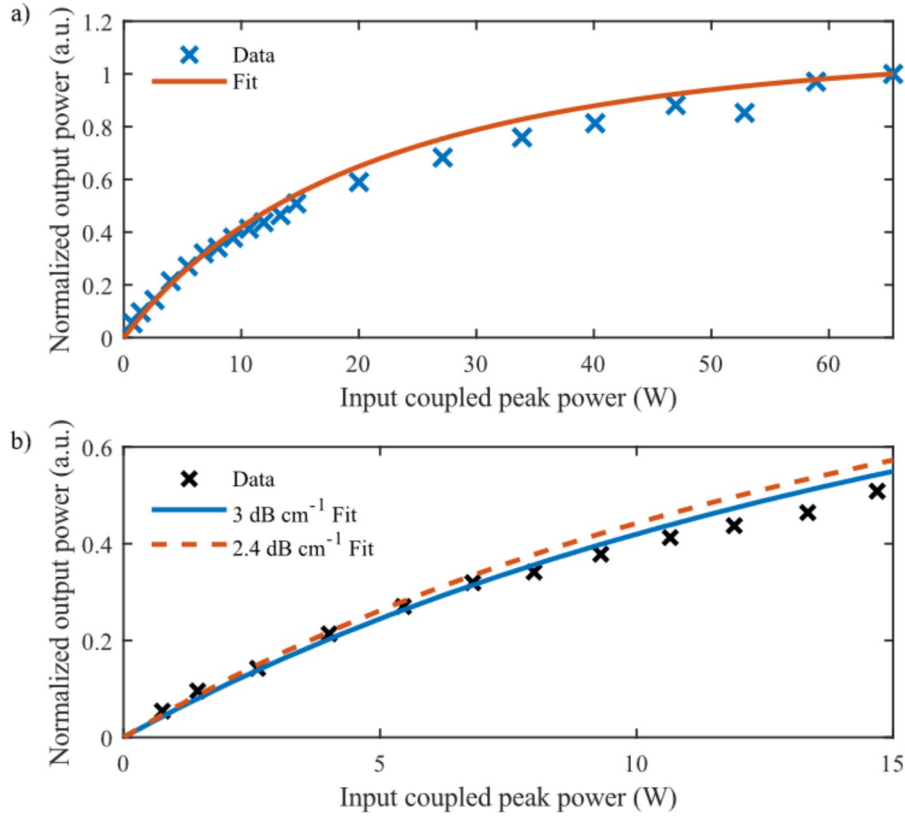 a)
Normalized output power (a.u.)
1.2
1
0.8
0.6
0.4
0.2
0
Data
Fit
0 10 20 30 40 50 60
Input coupled peak power (W)
b)
Normalized output power (a.u.)
0.6
0.4
0.2
0
Data
3 dB cm⁻¹ Fit
2.4 dB cm⁻¹ Fit
0 5 10 15
Input coupled peak power (W)